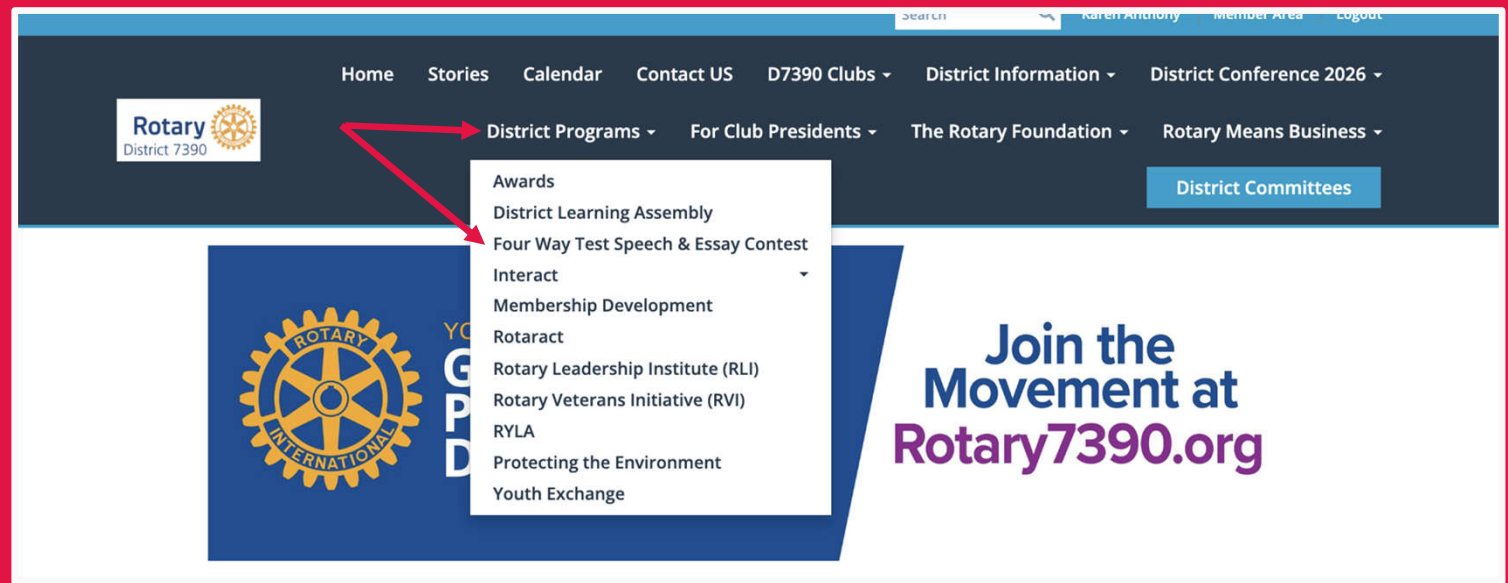 Search Karen Anthony Member Area Logout
Home Stories Calendar Contact US D7390 Clubs District Information District Conference 2026
Rotary
District 7390
District Programs For Club Presidents The Rotary Foundation Rotary Means Business
District Committees
Awards
District Learning Assembly
Four Way Test Speech & Essay Contest
Interact
Membership Development
Rotaract
Rotary Leadership Institute (RLI)
Rotary Veterans Initiative (RVI)
RYLA
Protecting the Environment
Youth Exchange
ROTARY
INTERNATIONAL
YO
G
P
D
Join the
Movement at
Rotary7390.org